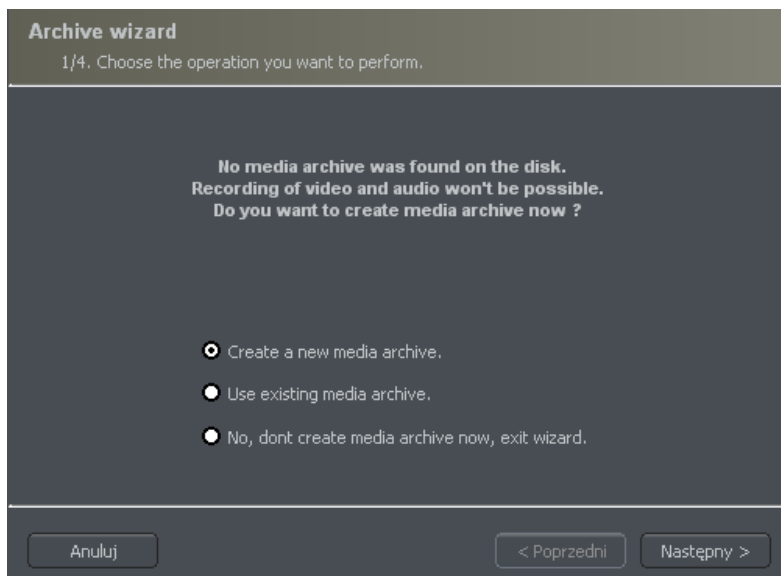 Archive wizard
1/4. Choose the operation you want to perform.
No media archive was found on the disk.
Recording of video and audio won't be possible.
Do you want to create media archive now ?
Create a new media archive.
Use existing media archive.
No, dont create media archive now, exit wizard.
Anuluj
< Poprzedni
Następny >